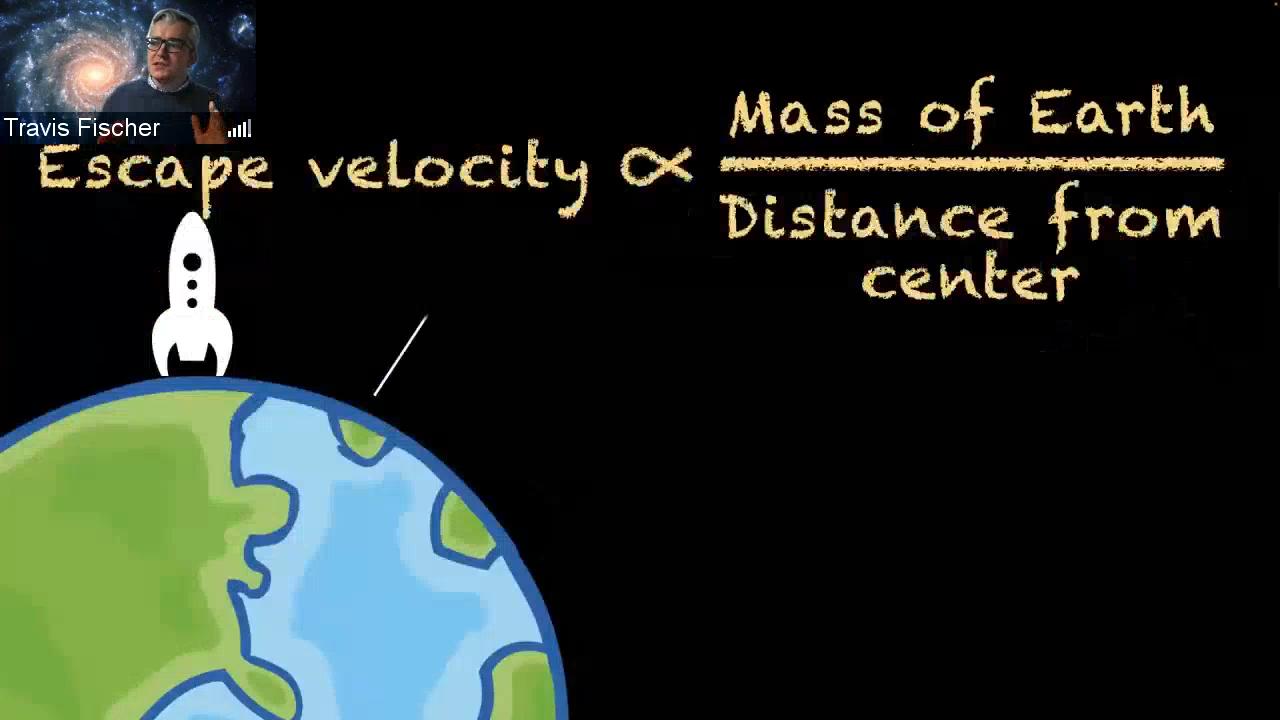 Travis Fischer
Mass of Earth
Escape velocity ∝
Distance from
center